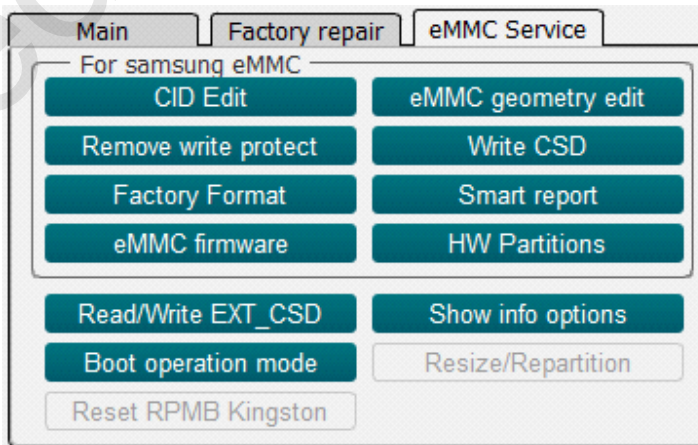 Main Factory repair eMMC Service
For samsung eMMC
CID Edit eMMC geometry edit
Remove write protect Write CSD
Factory Format Smart report
eMMC firmware HW Partitions
Read/Write EXT_CSD Show info options
Boot operation mode Resize/Repartition
Reset RPMB Kingston